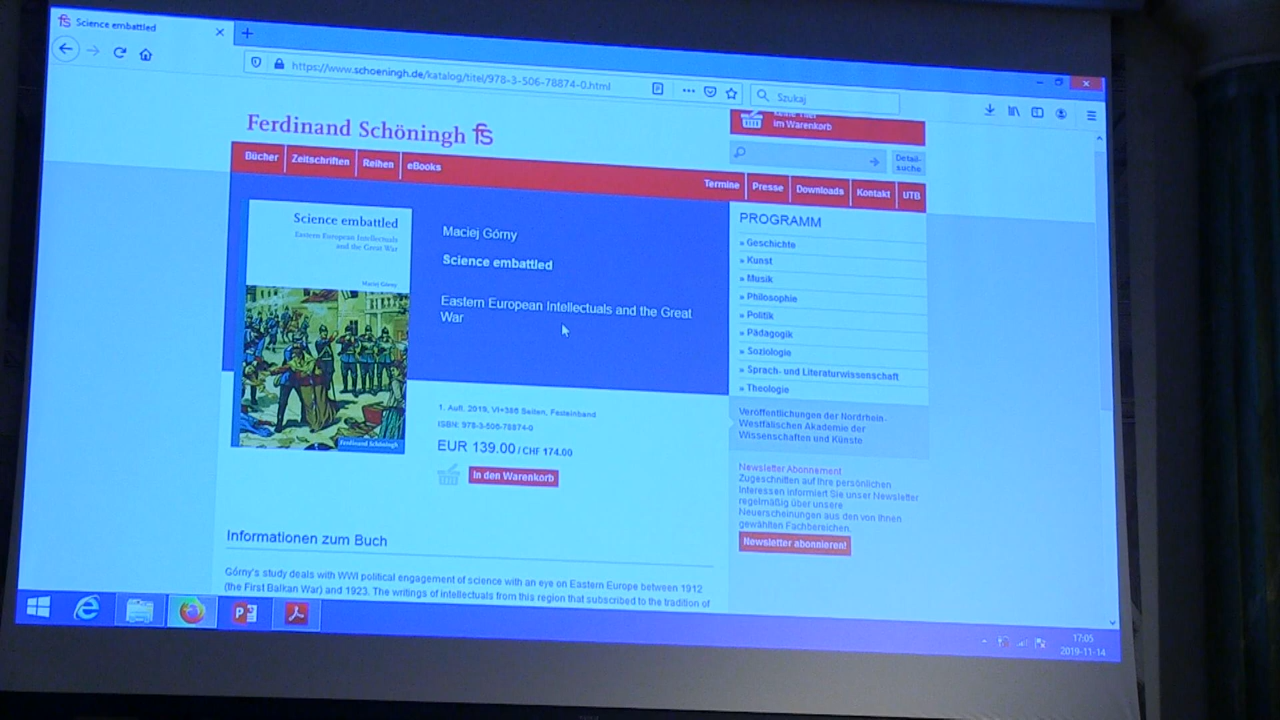 Science embattled
https://www.schoeningh.de/katalog/titel/978-3-506-78874-0.html
Szukaj
Ferdinand Schöningh fs
im Warenkorb
Detail-
suche
Bücher
Zeitschriften
Reihen
eBooks
Termine
Presse
Downloads
Kontakt
UTB
Science embattled
Eastern European Intellectuals
and the Great War
Maciej Górny
Ferdinand Schöningh
Maciej Górny
Science embattled
Eastern European Intellectuals and the Great
War
1. Aufl. 2019, VI+386 Seiten, Festeinband
ISBN: 978-3-506-78874-0
EUR 139.00 / CHF 174.00
In den Warenkorb
Informationen zum Buch
Górny's study deals with WWI political engagement of science with an eye on Eastern Europe between 1912
(the First Balkan War) and 1923. The writings of intellectuals from this region that subscribed to the tradition of
PROGRAMM
» Geschichte
» Kunst
» Musik
» Philosophie
» Politik
» Pädagogik
» Soziologie
» Sprach- und Literaturwissenschaft
» Theologie
Veröffentlichungen der Nordrhein-
Westfälischen Akademie der
Wissenschaften und Künste
Newsletter Abonnement
Zugeschnitten auf Ihre persönlichen
Interessen informiert Sie unser Newsletter
regelmäßig über unsere
Neuerscheinungen aus den von Ihnen
gewählten Fachbereichen.
Newsletter abonnieren!
17:05
2019-11-14